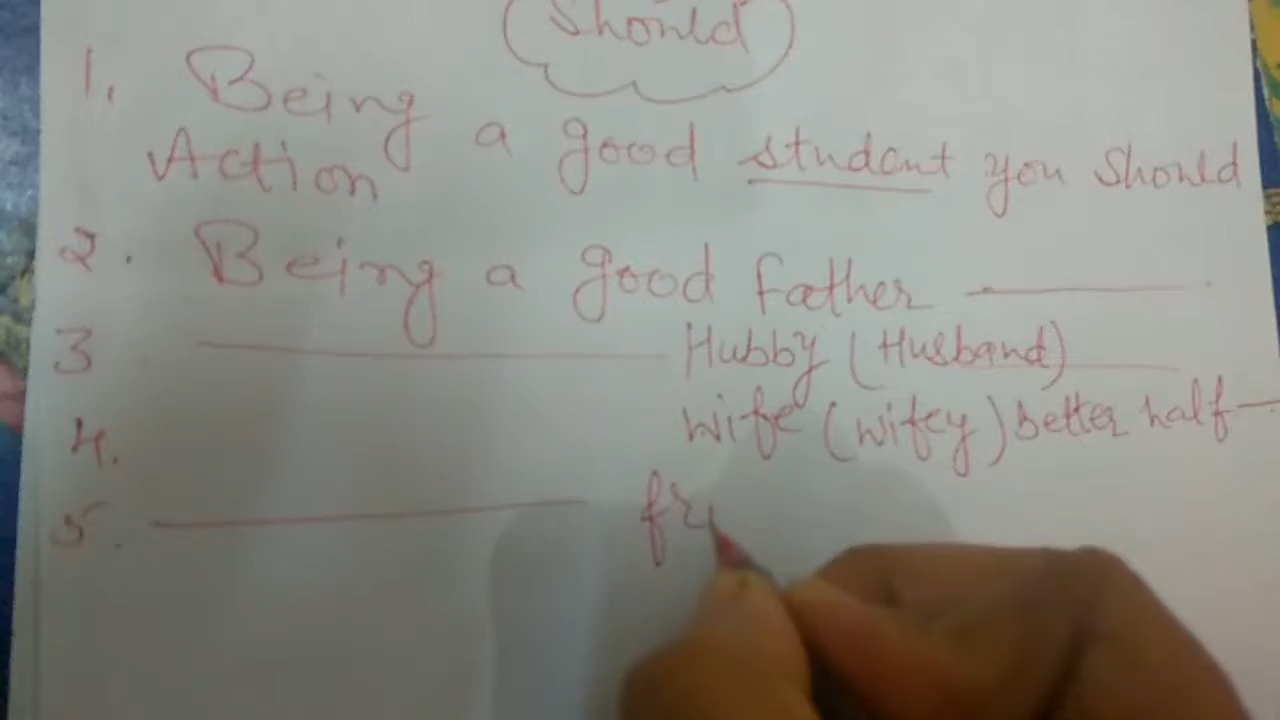 Should
1. Being a good student you should
Action
2. Being a good father
3 Hubby (Husband)
4. Wife (wifey) better half
5.